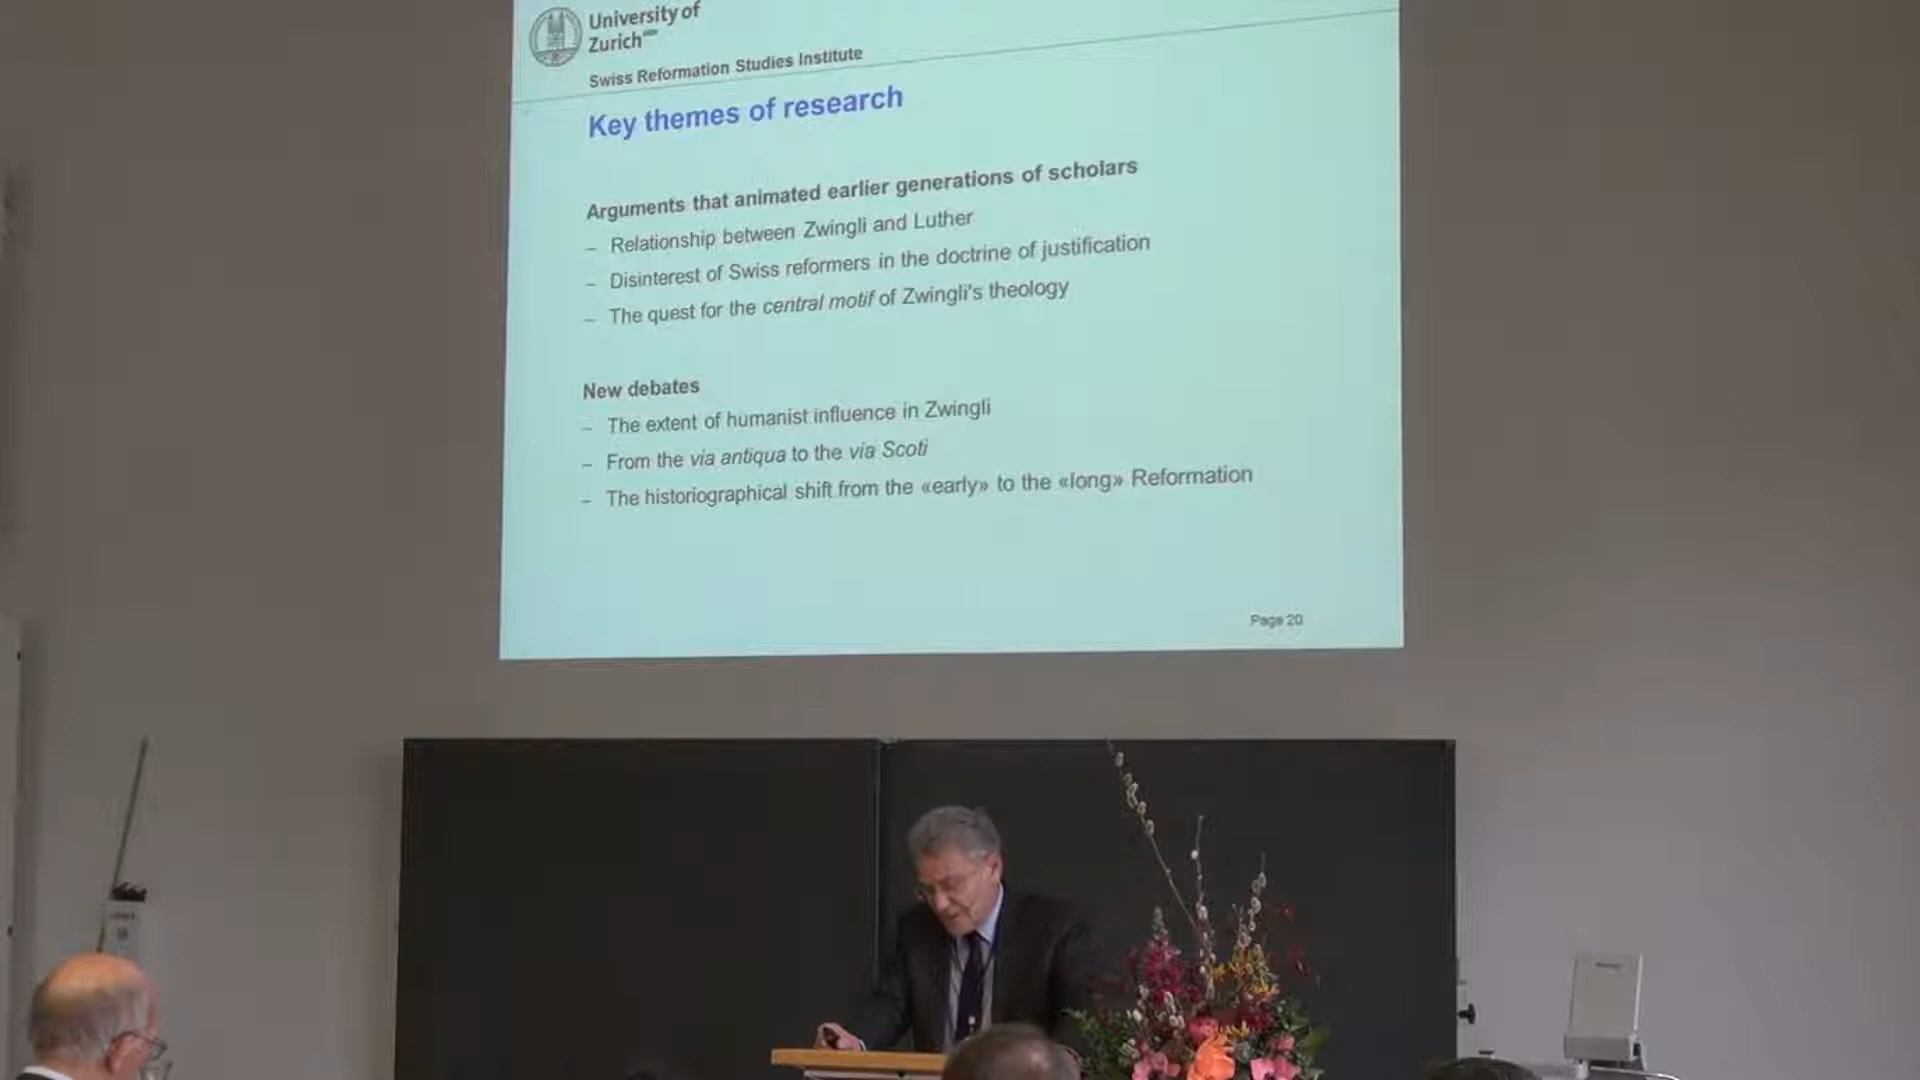 University of
Zurich
Swiss Reformation Studies Institute
Key themes of research
Arguments that animated earlier generations of scholars
– Relationship between Zwingli and Luther
– Disinterest of Swiss reformers in the doctrine of justification
– The quest for the central motif of Zwingli's theology
New debates
– The extent of humanist influence in Zwingli
– From the via antiqua to the via Scoti
– The historiographical shift from the «early» to the «long» Reformation
Page 20